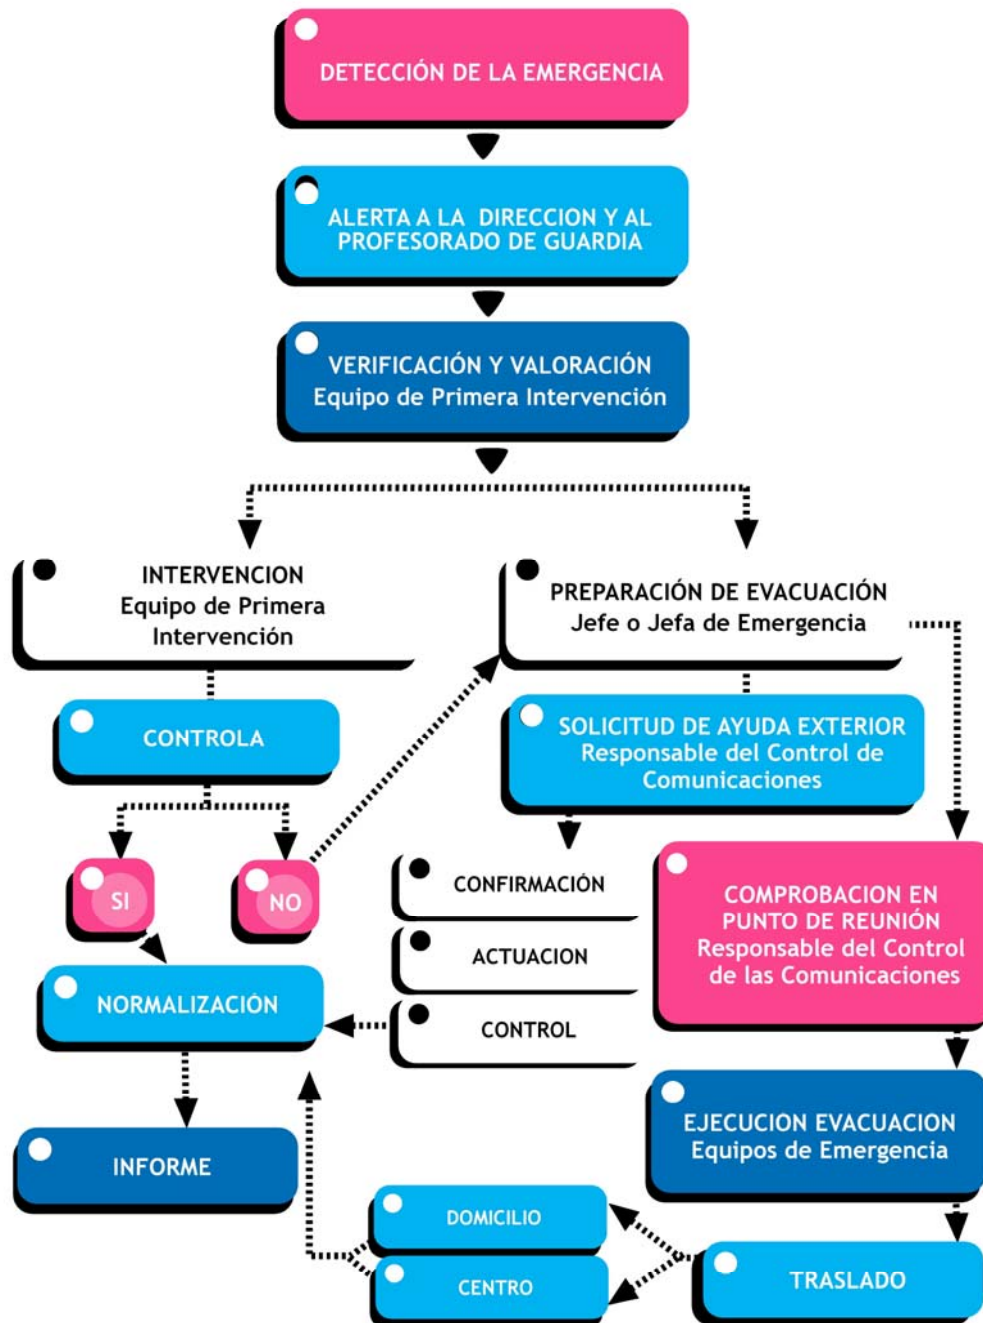 DETECCIÓN DE LA EMERGENCIA
ALERTA A LA DIRECCION Y AL
PROFESORADO DE GUARDIA
VERIFICACIÓN Y VALORACIÓN
Equipo de Primera Intervención
INTERVENCION
Equipo de Primera
Intervención
PREPARACIÓN DE EVACUACIÓN
Jefe o Jefa de Emergencia
CONTROLA
SOLICITUD DE AYUDA EXTERIOR
Responsable del Control de
Comunicaciones
SI
NO
CONFIRMACIÓN
ACTUACION
CONTROL
COMPROBACION EN
PUNTO DE REUNIÓN
Responsable del Control
de las Comunicaciones
NORMALIZACIÓN
INFORME
EJECUCION EVACUACION
Equipos de Emergencia
DOMICILIO
CENTRO
TRASLADO